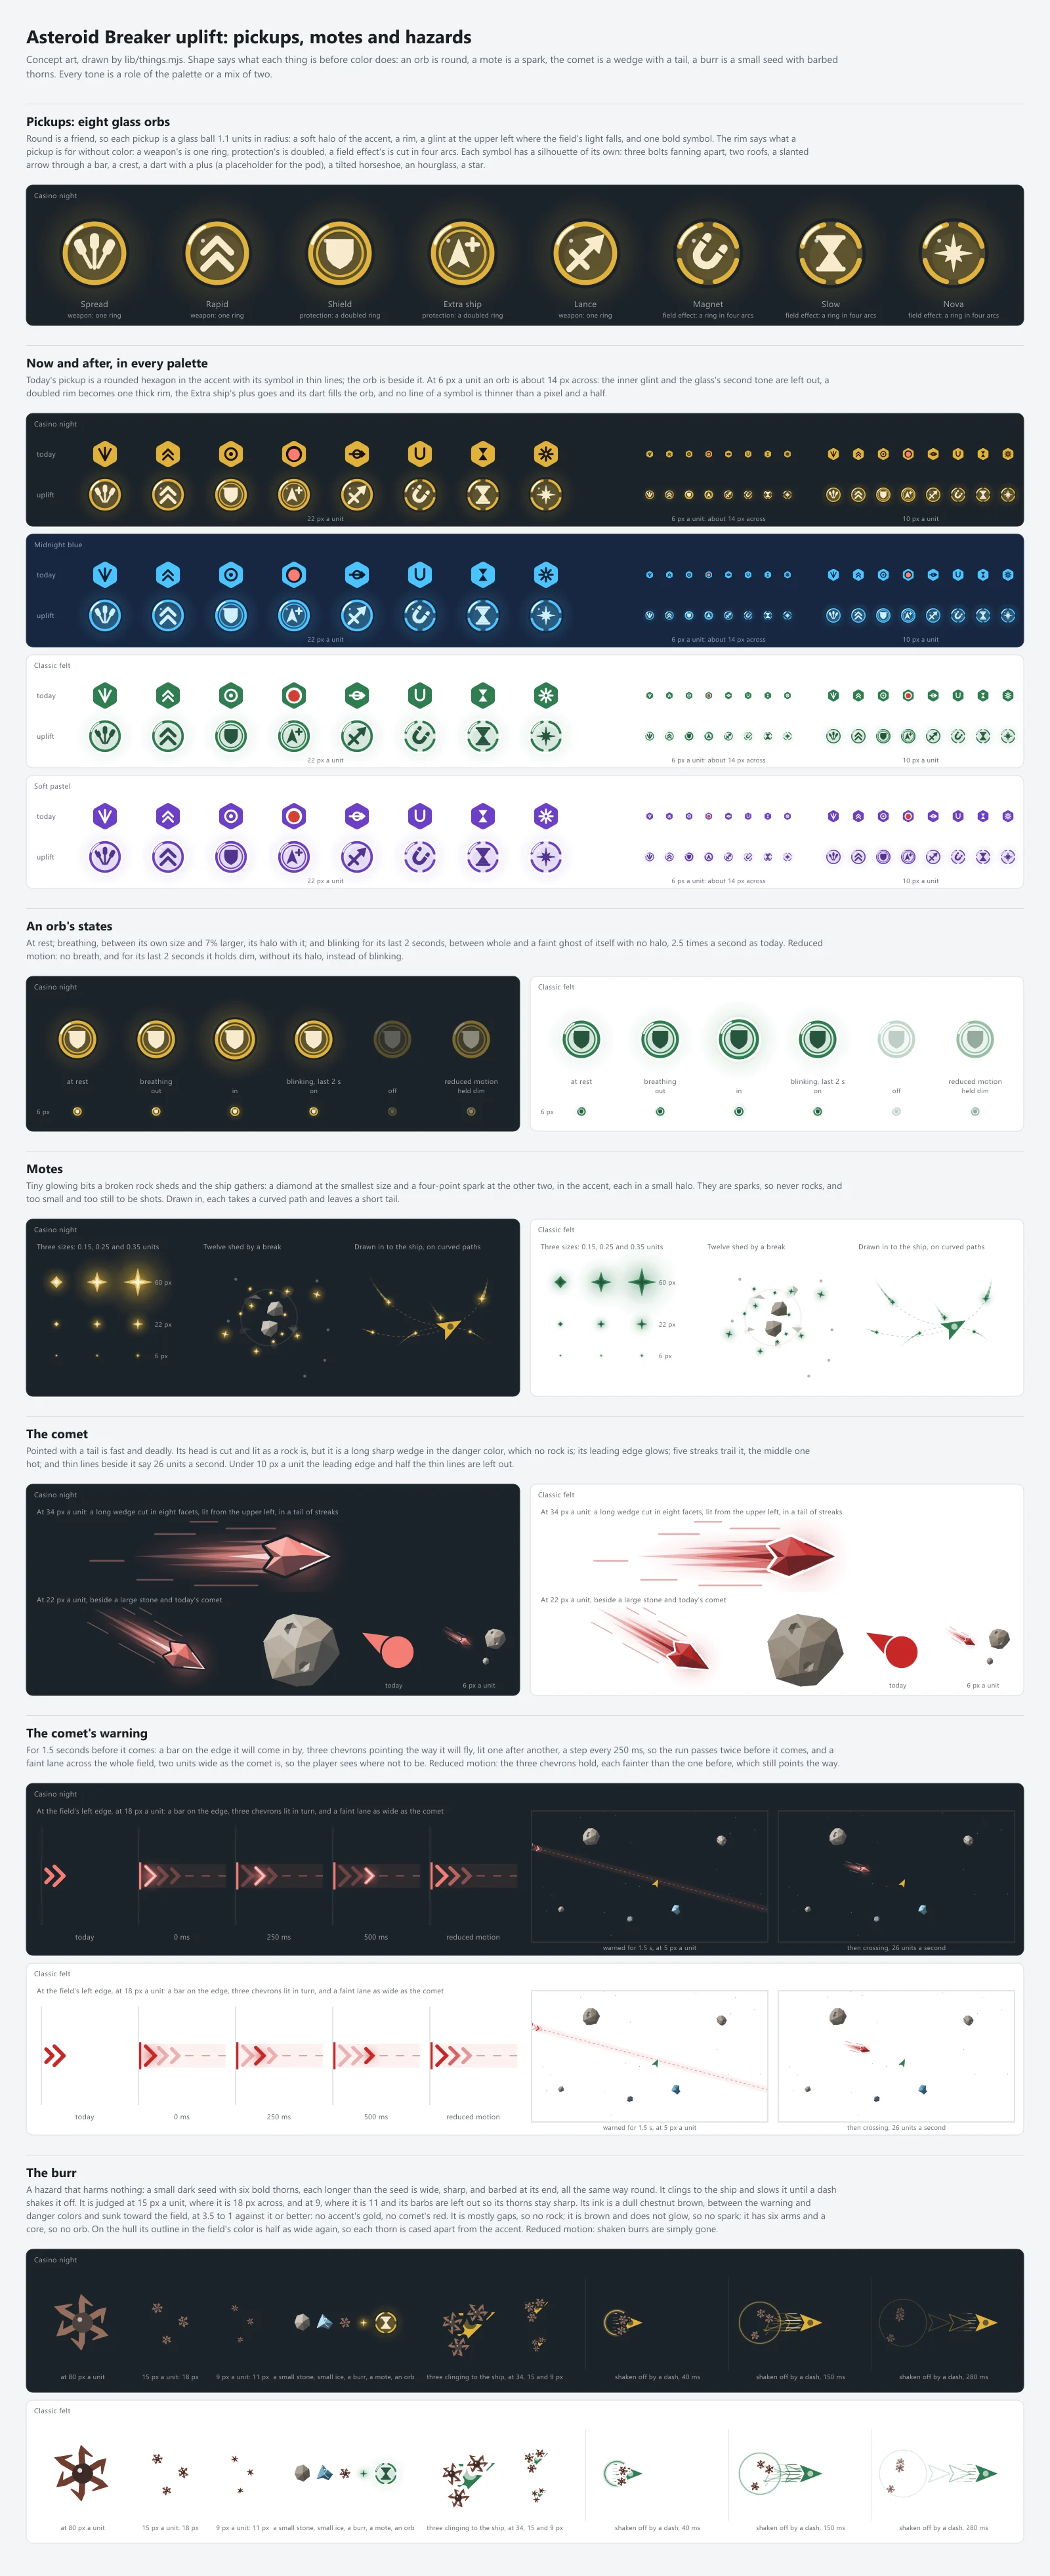 Asteroid Breaker uplift: pickups, motes and hazards
Concept art, drawn by lib/things.mjs. Shape says what each thing is before color does: an orb is round, a mote is a spark, the comet is a wedge with a tail, a burr is a small seed with barbed
thorns. Every tone is a role of the palette or a mix of two.
Pickups: eight glass orbs
Round is a friend, so each pickup is a glass ball 1.1 units in radius: a soft halo of the accent, a rim, a glint at the upper left where the field's light falls, and one bold symbol. The rim says what a
pickup is for without color: a weapon's is one ring, protection's is doubled, a field effect's is cut in four arcs. Each symbol has a silhouette of its own: three bolts fanning apart, two roofs, a slanted
arrow through a bar, a crest, a dart with a plus (a placeholder for the pod), a tilted horseshoe, an hourglass, a star.
Casino night
Spread Rapid Shield Extra ship Lance Magnet Slow Nova
weapon: one ring weapon: one ring protection: a doubled ring protection: a doubled ring weapon: one ring field effect: a ring in four arcs field effect: a ring in four arcs field effect: a ring in four arcs
Now and after, in every palette
Today's pickup is a rounded hexagon in the accent with its symbol in thin lines; the orb is beside it. At 6 px a unit an orb is about 14 px across: the inner glint and the glass's second tone are left out, a
doubled rim becomes one thick rim, the Extra ship's plus goes and its dart fills the orb, and no line of a symbol is thinner than a pixel and a half.
Casino night
today
uplift
22 px a unit 6 px a unit: about 14 px across 10 px a unit
Midnight blue
today
uplift
22 px a unit 6 px a unit: about 14 px across 10 px a unit
Classic felt
today
uplift
22 px a unit 6 px a unit: about 14 px across 10 px a unit
Soft pastel
today
uplift
22 px a unit 6 px a unit: about 14 px across 10 px a unit
An orb's states
At rest; breathing, between its own size and 7% larger, its halo with it; and blinking for its last 2 seconds, between whole and a faint ghost of itself with no halo, 2.5 times a second as today. Reduced
motion: no breath, and for its last 2 seconds it holds dim, without its halo, instead of blinking.
Casino night
at rest breathing blinking, last 2 s reduced motion
out in on off held dim
6 px
Classic felt
at rest breathing blinking, last 2 s reduced motion
out in on off held dim
6 px
Motes
Tiny glowing bits a broken rock sheds and the ship gathers: a diamond at the smallest size and a four-point spark at the other two, in the accent, each in a small halo. They are sparks, so never rocks, and
too small and too still to be shots. Drawn in, each takes a curved path and leaves a short tail.
Casino night
Three sizes: 0.15, 0.25 and 0.35 units Twelve shed by a break Drawn in to the ship, on curved paths
60 px
22 px
6 px
Classic felt
Three sizes: 0.15, 0.25 and 0.35 units Twelve shed by a break Drawn in to the ship, on curved paths
60 px
22 px
6 px
The comet
Pointed with a tail is fast and deadly. Its head is cut and lit as a rock is, but it is a long sharp wedge in the danger color, which no rock is; its leading edge glows; five streaks trail it, the middle one
hot; and thin lines beside it say 26 units a second. Under 10 px a unit the leading edge and half the thin lines are left out.
Casino night
At 34 px a unit: a long wedge cut in eight facets, lit from the upper left, in a tail of streaks
At 22 px a unit, beside a large stone and today's comet
today 6 px a unit
Classic felt
At 34 px a unit: a long wedge cut in eight facets, lit from the upper left, in a tail of streaks
At 22 px a unit, beside a large stone and today's comet
today 6 px a unit
The comet's warning
For 1.5 seconds before it comes: a bar on the edge it will come in by, three chevrons pointing the way it will fly, lit one after another, a step every 250 ms, so the run passes twice before it comes, and a
faint lane across the whole field, two units wide as the comet is, so the player sees where not to be. Reduced motion: the three chevrons hold, each fainter than the one before, which still points the way.
Casino night
At the field's left edge, at 18 px a unit: a bar on the edge, three chevrons lit in turn, and a faint lane as wide as the comet
today 0 ms 250 ms 500 ms reduced motion
warned for 1.5 s, at 5 px a unit then crossing, 26 units a second
Classic felt
At the field's left edge, at 18 px a unit: a bar on the edge, three chevrons lit in turn, and a faint lane as wide as the comet
today 0 ms 250 ms 500 ms reduced motion
warned for 1.5 s, at 5 px a unit then crossing, 26 units a second
The burr
A hazard that harms nothing: a small dark seed with six bold thorns, each longer than the seed is wide, sharp, and barbed at its end, all the same way round. It clings to the ship and slows it until a dash
shakes it off. It is judged at 15 px a unit, where it is 18 px across, and at 9, where it is 11 and its barbs are left out so its thorns stay sharp. Its ink is a dull chestnut brown, between the warning and
danger colors and sunk toward the field, at 3.5 to 1 against it or better: no accent's gold, no comet's red. It is mostly gaps, so no rock; it is brown and does not glow, so no spark; it has six arms and a
core, so no orb. On the hull its outline in the field's color is half as wide again, so each thorn is cased apart from the accent. Reduced motion: shaken burrs are simply gone.
Casino night
at 80 px a unit 15 px a unit: 18 px 9 px a unit: 11 px a small stone, small ice, a burr, a mote, an orb three clinging to the ship, at 34, 15 and 9 px shaken off by a dash, 40 ms shaken off by a dash, 150 ms shaken off by a dash, 280 ms
Classic felt
at 80 px a unit 15 px a unit: 18 px 9 px a unit: 11 px a small stone, small ice, a burr, a mote, an orb three clinging to the ship, at 34, 15 and 9 px shaken off by a dash, 40 ms shaken off by a dash, 150 ms shaken off by a dash, 280 ms